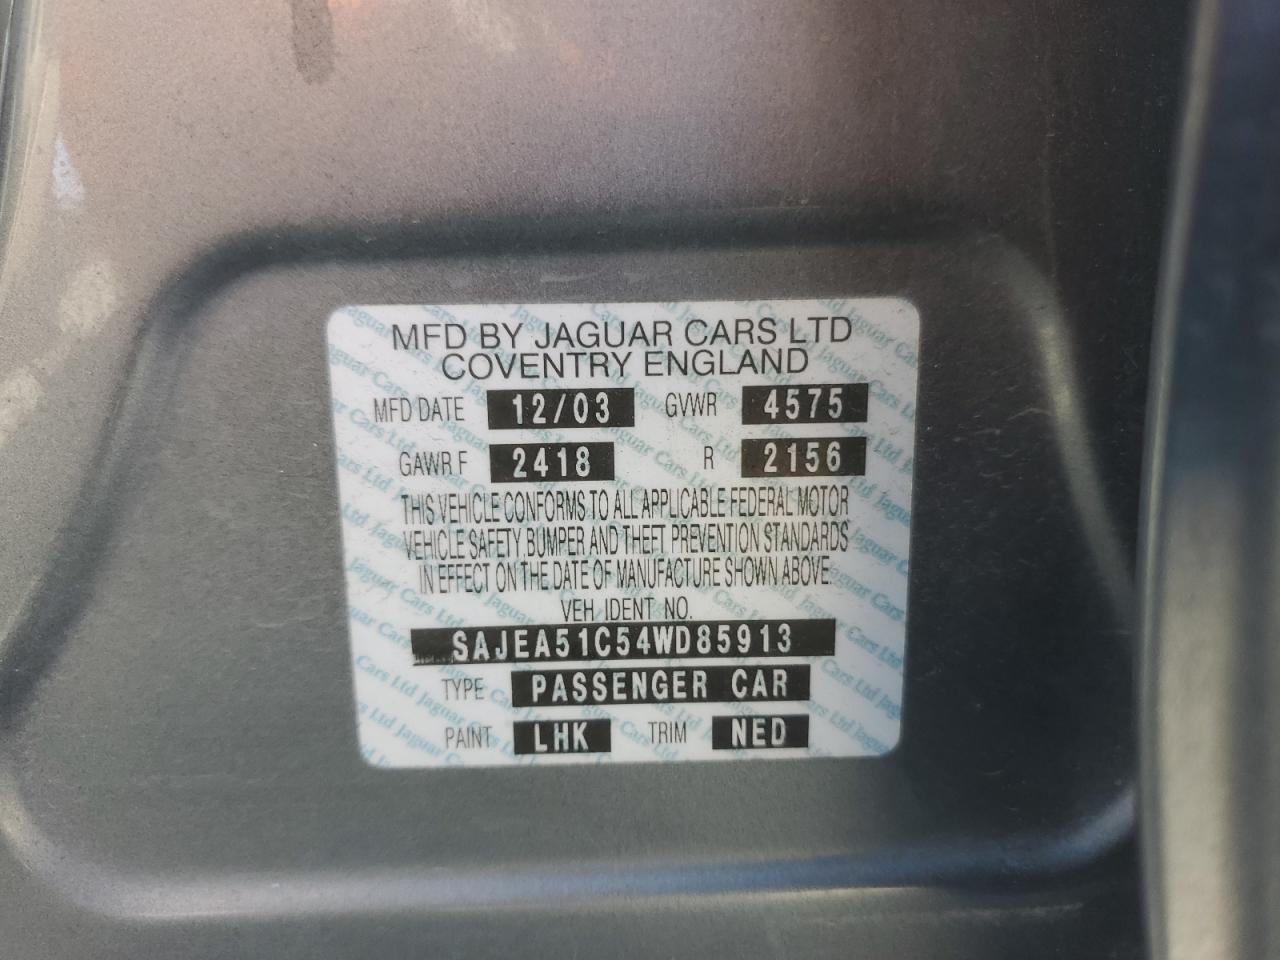 MFD BY JAGUAR CARS LTD
COVENTRY ENGLAND
MFD DATE 12/03 GVWR 4575
GAWR F 2418 R 2156
THIS VEHICLE CONFORMS TO ALL APPLICABLE FEDERAL MOTOR
VEHICLE SAFETY, BUMPER AND THEFT PREVENTION STANDARDS
IN EFFECT ON THE DATE OF MANUFACTURE SHOWN ABOVE.
VEH IDENT NO.
SAJEA51C54WD85913
TYPE PASSENGER CAR
PAINT LHK TRIM NED